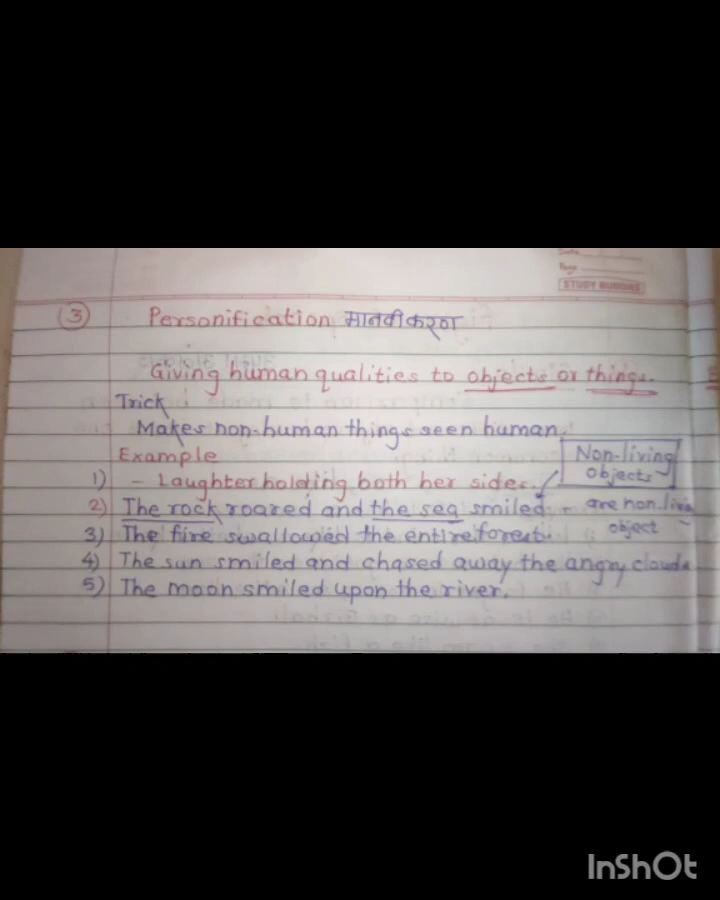 Page
STUDY BUDDIES
③ Personification मानवीकरण
Giving human qualities to objects or things.
Trick
Makes non-human things seen human.
Example
Non-living objects
1) - Laughter holding both her sides.
2) The rock roared and the sea smiled - are non-living object
3) The fire swallowed the entire forest.
4) The sun smiled and chased away the angry clouds
5) The moon smiled upon the river.
InShOt